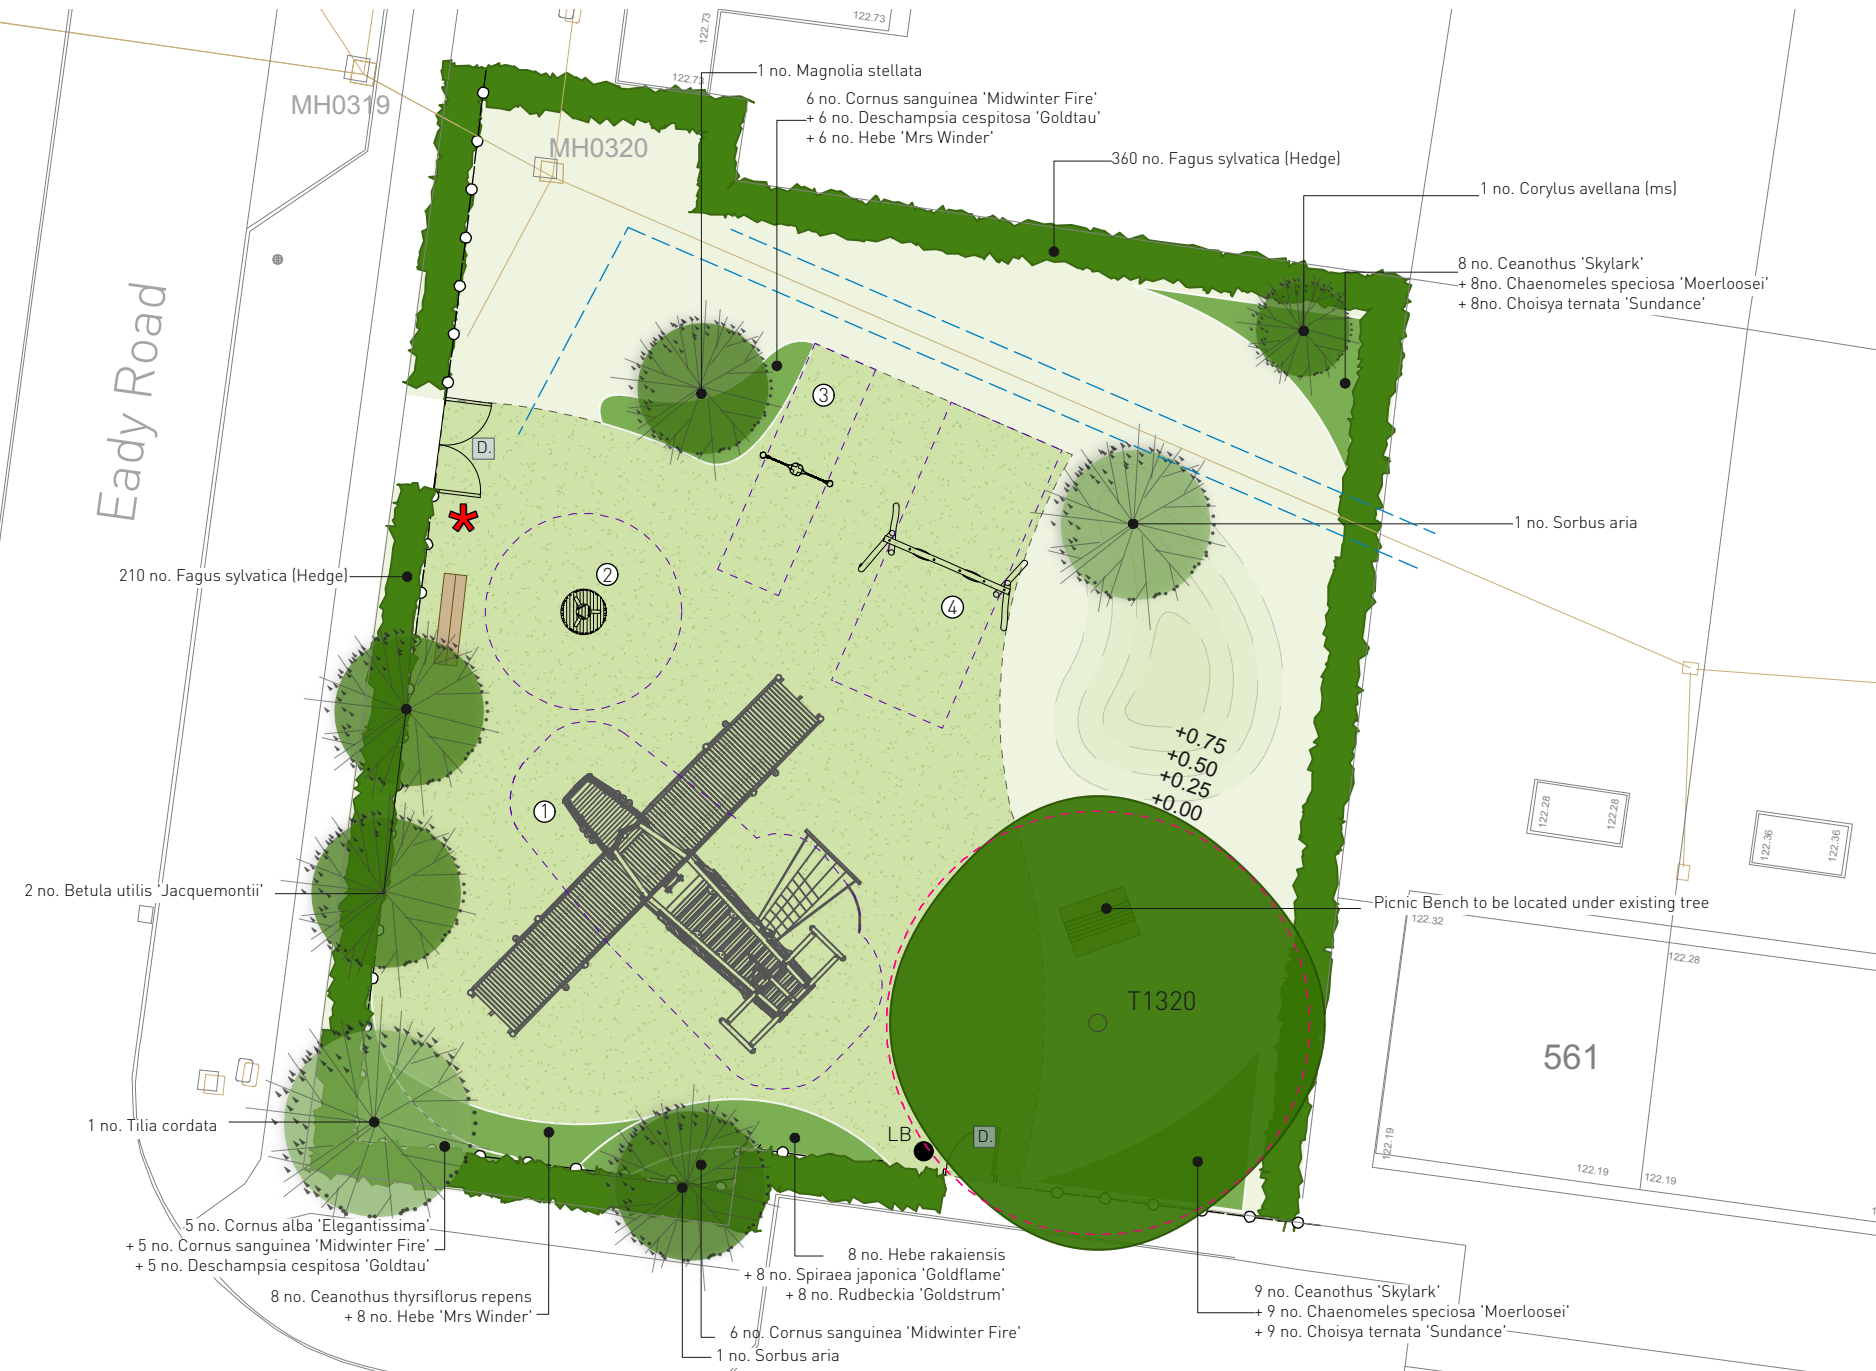 122.73
122.73
122.73
1 no. Magnolia stellata
MH0319
6 no. Cornus sanguinea 'Midwinter Fire'
+ 6 no. Deschampsia cespitosa 'Goldtau'
+ 6 no. Hebe 'Mrs Winder'
MH0320
360 no. Fagus sylvatica (Hedge)
1 no. Corylus avellana (ms)
8 no. Ceanothus 'Skylark'
+ 8no. Chaenomeles speciosa 'Moerloosei'
+ 8no. Choisya ternata 'Sundance'
Eady Road
3
D.
*
1 no. Sorbus aria
210 no. Fagus sylvatica (Hedge)
2
4
+0.75
+0.50
+0.25
+0.00
1
122.28
122.28
122.36
122.36
2 no. Betula utilis 'Jacquemontii'
Picnic Bench to be located under existing tree
122.32
122.28
T1320
561
1 no. Tilia cordata
LB
D.
122.19
122.19
122.19
5 no. Cornus alba 'Elegantissima'
+ 5 no. Cornus sanguinea 'Midwinter Fire'
+ 5 no. Deschampsia cespitosa 'Goldtau'
8 no. Hebe rakaiensis
+ 8 no. Spiraea japonica 'Goldflame'
+ 8 no. Rudbeckia 'Goldstrum'
8 no. Ceanothus thyrsiflorus repens
+ 8 no. Hebe 'Mrs Winder'
9 no. Ceanothus 'Skylark'
+ 9 no. Chaenomeles speciosa 'Moerloosei'
+ 9 no. Choisya ternata 'Sundance'
6 no. Cornus sanguinea 'Midwinter Fire'
1 no. Sorbus aria